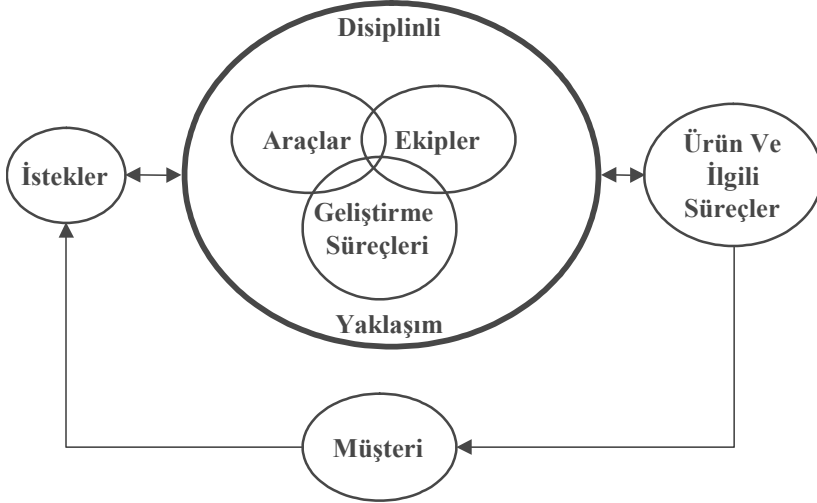 Disiplinli
Araçlar
Ekipler
İstekler
Ürün Ve
İlgili
Süreçler
Geliştirme
Süreçleri
Yaklaşım
Müşteri